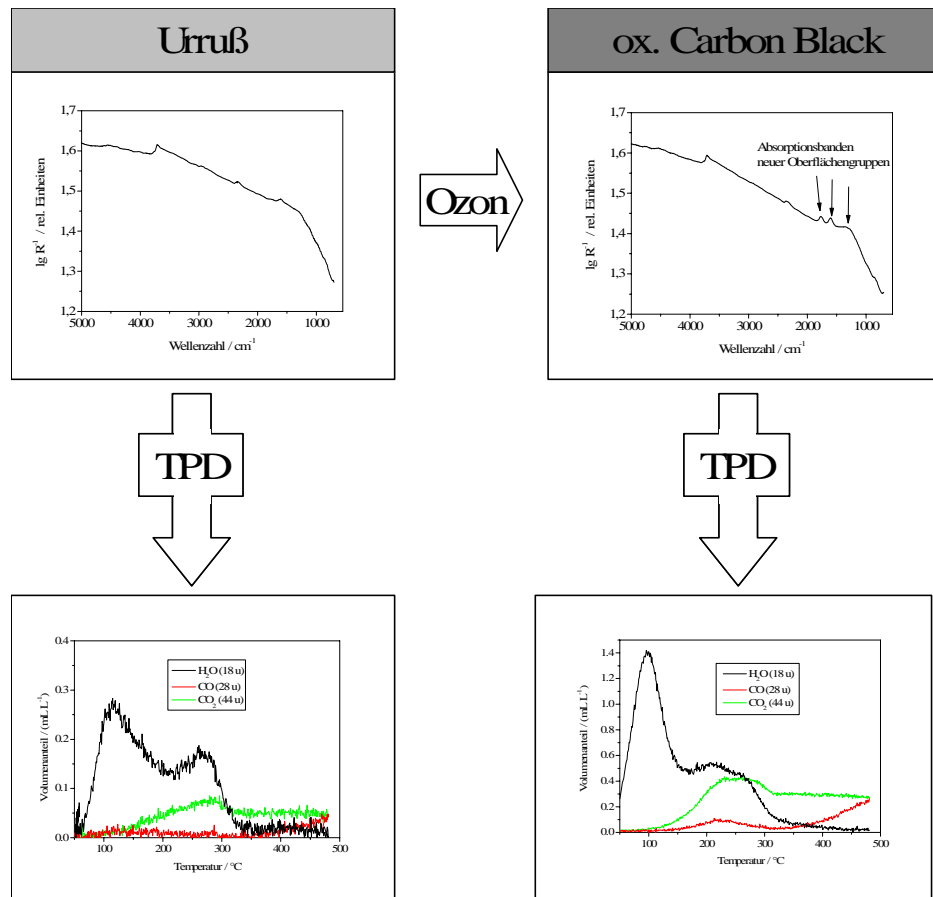 Urruß
ox. Carbon Black
1,7
1,6
1,5
1,4
1,3
1,2
lg R⁻¹ / rel. Einheiten
5000 4000 3000 2000 1000
Wellenzahl / cm⁻¹
Ozon
1,7
1,6
1,5
1,4
1,3
1,2
lg R⁻¹ / rel. Einheiten
Absorptionsbanden
neuer Oberflächengruppen
5000 4000 3000 2000 1000
Wellenzahl / cm⁻¹
TPD
TPD
0.4
0.3
0.2
0.1
0.0
Volumenanteil / (mL L⁻¹)
H₂O (18 u)
CO (28 u)
CO₂ (44 u)
100 200 300 400 500
Temperatur / °C
1.4
1.2
1.0
0.8
0.6
0.4
0.2
0.0
Volumenanteil / (mL L⁻¹)
H₂O (18 u)
CO (28 u)
CO₂ (44 u)
100 200 300 400 500
Temperatur / °C